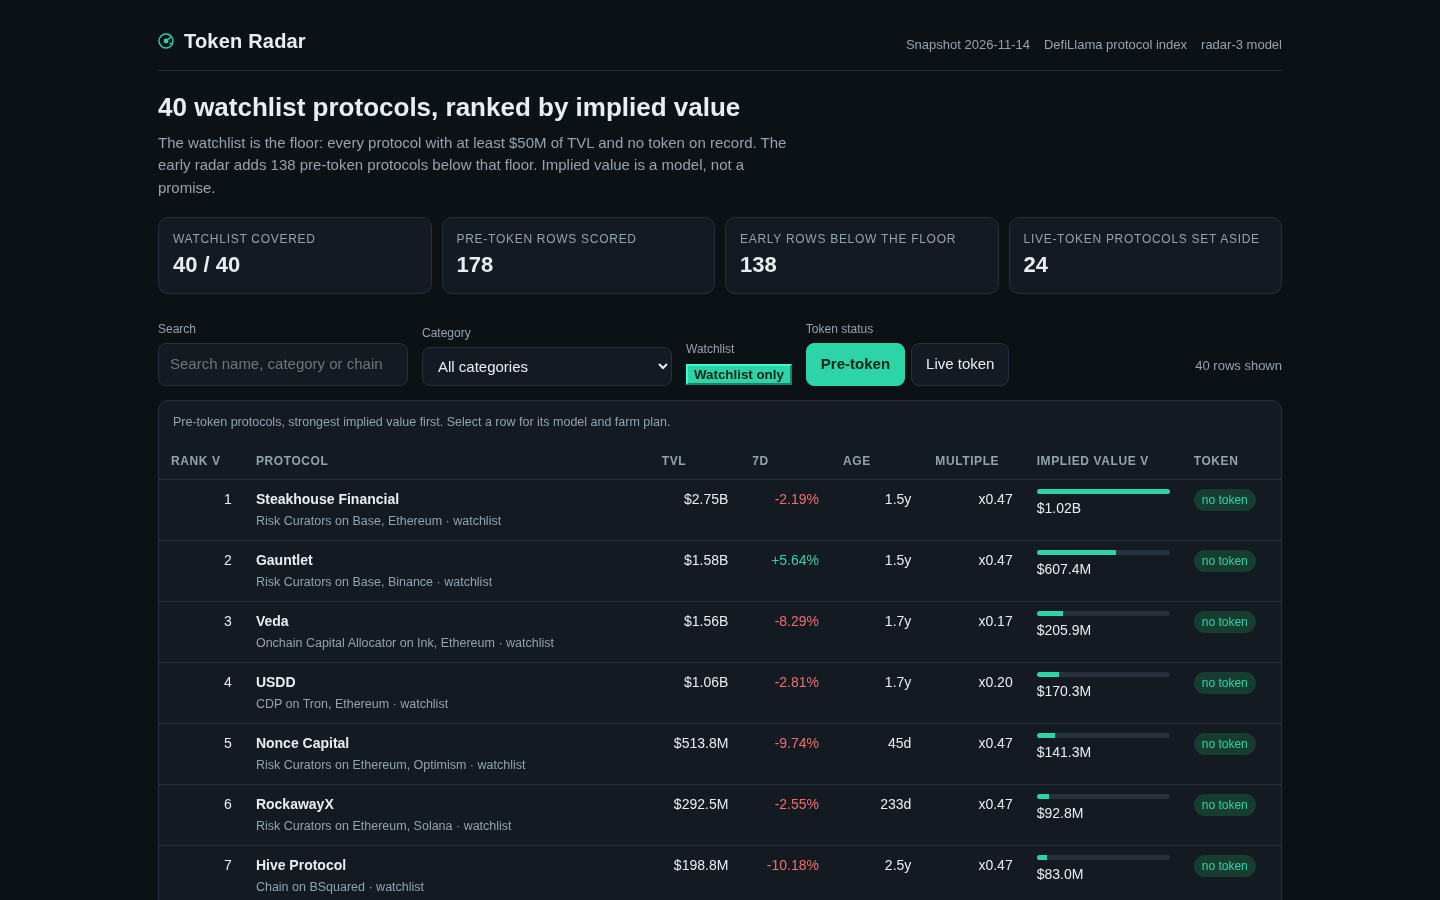 Token Radar
Snapshot 2026-11-14 DefiLlama protocol index radar-3 model
40 watchlist protocols, ranked by implied value
The watchlist is the floor: every protocol with at least $50M of TVL and no token on record. The
early radar adds 138 pre-token protocols below that floor. Implied value is a model, not a
promise.
WATCHLIST COVERED
40 / 40
PRE-TOKEN ROWS SCORED
178
EARLY ROWS BELOW THE FLOOR
138
LIVE-TOKEN PROTOCOLS SET ASIDE
24
Search
Search name, category or chain
Category
All categories
Watchlist
Watchlist only
Token status
Pre-token Live token
40 rows shown
Pre-token protocols, strongest implied value first. Select a row for its model and farm plan.
RANK V PROTOCOL TVL 7D AGE MULTIPLE IMPLIED VALUE V TOKEN
1 Steakhouse Financial $2.75B -2.19% 1.5y x0.47 $1.02B no token
Risk Curators on Base, Ethereum · watchlist
2 Gauntlet $1.58B +5.64% 1.5y x0.47 $607.4M no token
Risk Curators on Base, Binance · watchlist
3 Veda $1.56B -8.29% 1.7y x0.17 $205.9M no token
Onchain Capital Allocator on Ink, Ethereum · watchlist
4 USDD $1.06B -2.81% 1.7y x0.20 $170.3M no token
CDP on Tron, Ethereum · watchlist
5 Nonce Capital $513.8M -9.74% 45d x0.47 $141.3M no token
Risk Curators on Ethereum, Optimism · watchlist
6 RockawayX $292.5M -2.55% 233d x0.47 $92.8M no token
Risk Curators on Ethereum, Solana · watchlist
7 Hive Protocol $198.8M -10.18% 2.5y x0.47 $83.0M no token
Chain on BSquared · watchlist